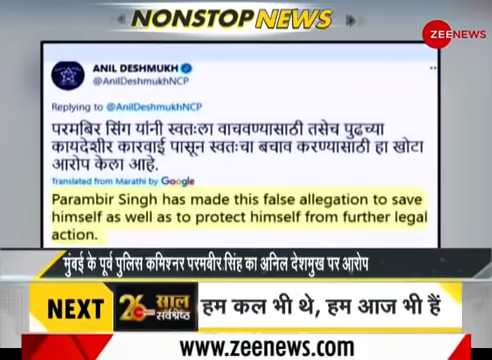 NONSTOP NEWS
ZEENEWS
ANIL DESHMUKH
@AnilDeshmukhNCP
Replying to @AnilDeshmukhNCP
परमबिर सिंग यांनी स्वतःला वाचवण्यासाठी तसेच पुढच्या
कायदेशीर कारवाई पासून स्वतःचा बचाव करण्यासाठी हा खोटा
आरोप केला आहे.
Translated from Marathi by Google
Parambir Singh has made this false allegation to save
himself as well as to protect himself from further legal
action.
मुंबई के पूर्व पुलिस कमिश्नर परमबीर सिंह का अनिल देशमुख पर आरोप
NEXT
26 साल
सर्वश्रेष्ठ
हम कल भी थे, हम आज भी हैं
www.zeenews.com